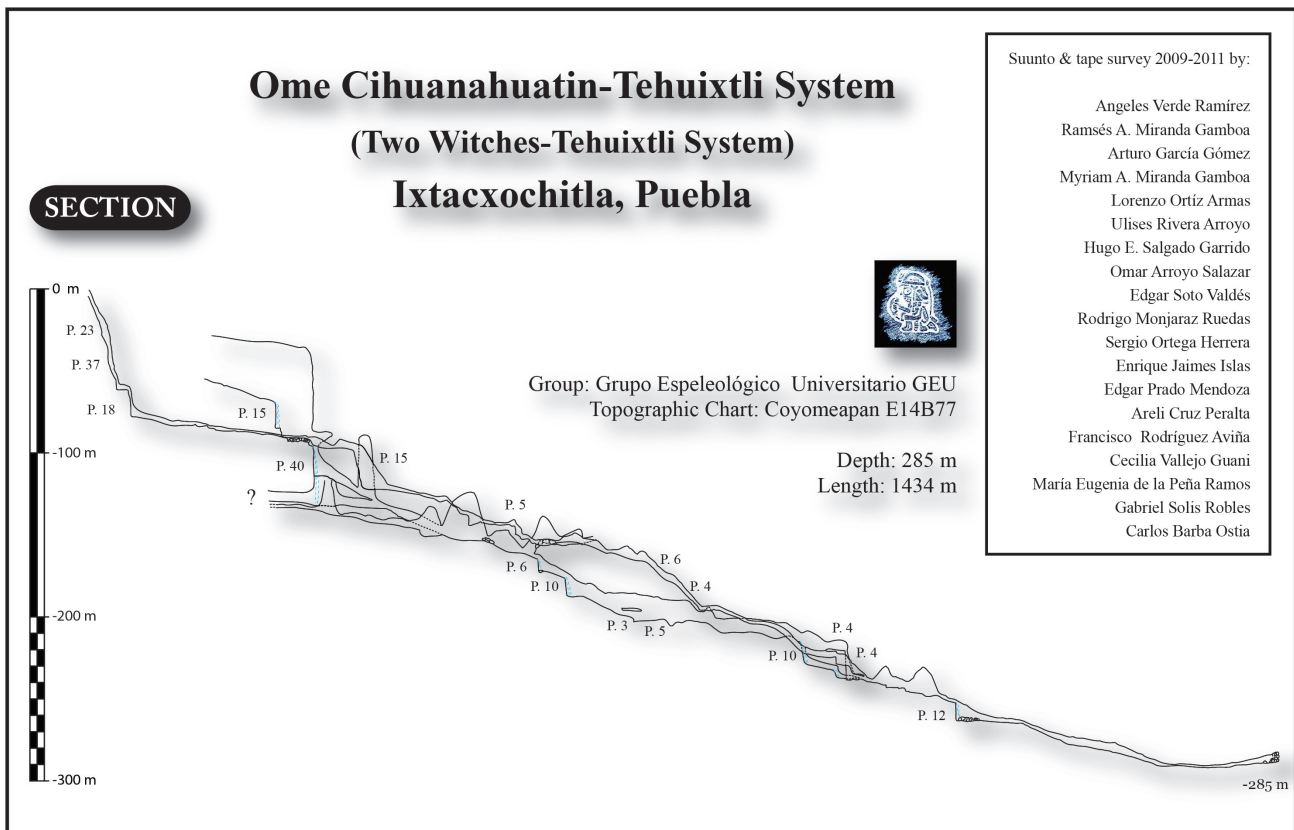 Ome Cihuanahuatin-Tehuixtli System
(Two Witches-Tehuixtli System)
Ixtacxochitla, Puebla
SECTION
Suunto & tape survey 2009-2011 by:
Angeles Verde Ramírez
Ramsés A. Miranda Gamboa
Arturo García Gómez
Myriam A. Miranda Gamboa
Lorenzo Ortíz Armas
Ulises Rivera Arroyo
Hugo E. Salgado Garrido
Omar Arroyo Salazar
Edgar Soto Valdés
Rodrigo Monjaraz Ruedas
Sergio Ortega Herrera
Enrique Jaimes Islas
Edgar Prado Mendoza
Areli Cruz Peralta
Francisco Rodríguez Aviña
Cecilia Vallejo Guani
María Eugenia de la Peña Ramos
Gabriel Solis Robles
Carlos Barba Ostia
Group: Grupo Espeleológico Universitario GEU
Topographic Chart: Coyomeapan E14B77
Depth: 285 m
Length: 1434 m
0 m
-100 m
-200 m
-300 m
P. 23
P. 37
P. 18
P. 15
P. 40
P. 15
?
P. 5
P. 6
P. 10
P. 6
P. 4
P. 3
P. 5
P. 4
P. 4
P. 10
P. 12
-285 m